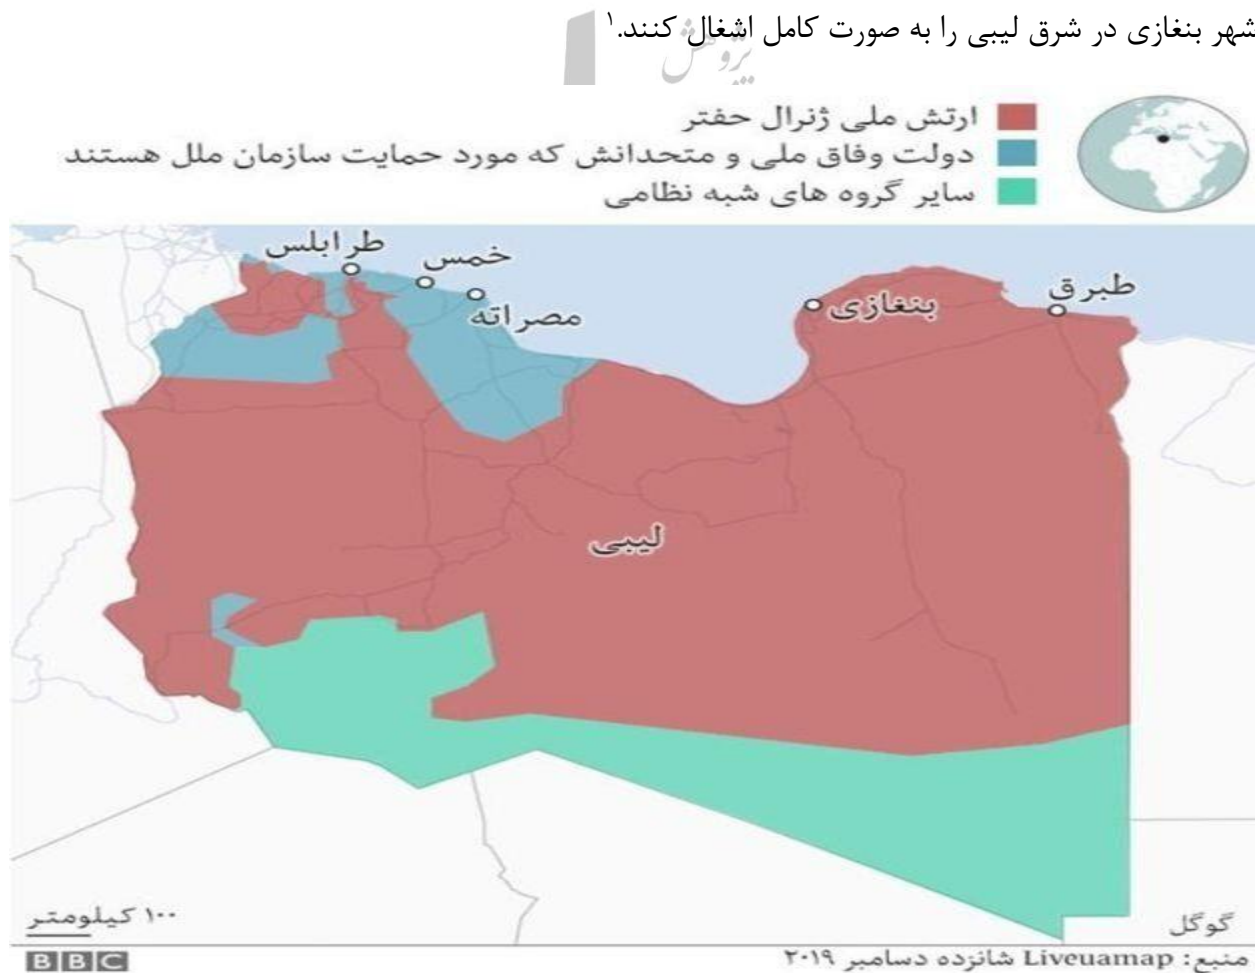 شهر بنغازی در شرق لیبی را به صورت کامل اشغال کنند.۱
پژوهش
ارتش ملی ژنرال حفتر
دولت وفاق ملی و متحدانش که مورد حمایت سازمان ملل هستند
سایر گروه های شبه نظامی
طرابلس
خمس
مصراته
بنغازی
طبرق
لیبی
۱۰۰ کیلومتر
گوگل
BBC
منبع: Liveuamap شانزده دسامبر ۲۰۱۹